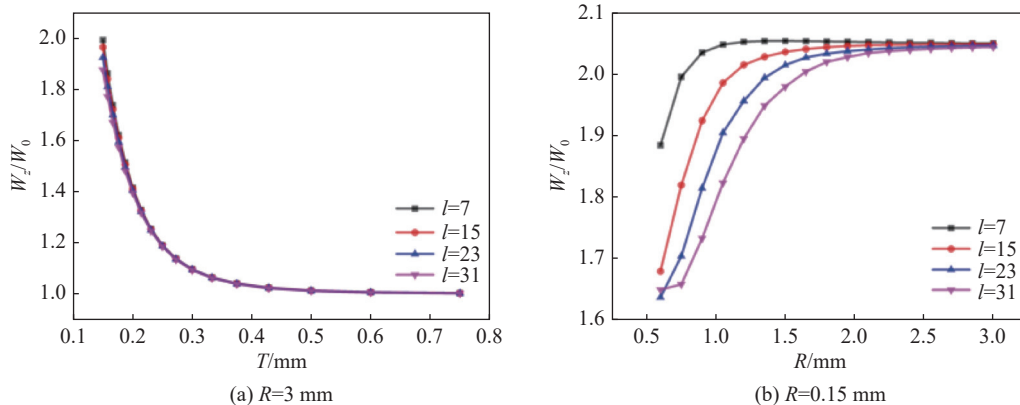 2.0
1.8
1.6
1.4
1.2
1.0
W_z/W_0
l=7
l=15
l=23
l=31
0.1 0.2 0.3 0.4 0.5 0.6 0.7 0.8
T/mm
(a) R=3 mm
2.1
2.0
1.9
1.8
1.7
1.6
W_z/W_0
l=7
l=15
l=23
l=31
0.5 1.0 1.5 2.0 2.5 3.0
R/mm
(b) R=0.15 mm